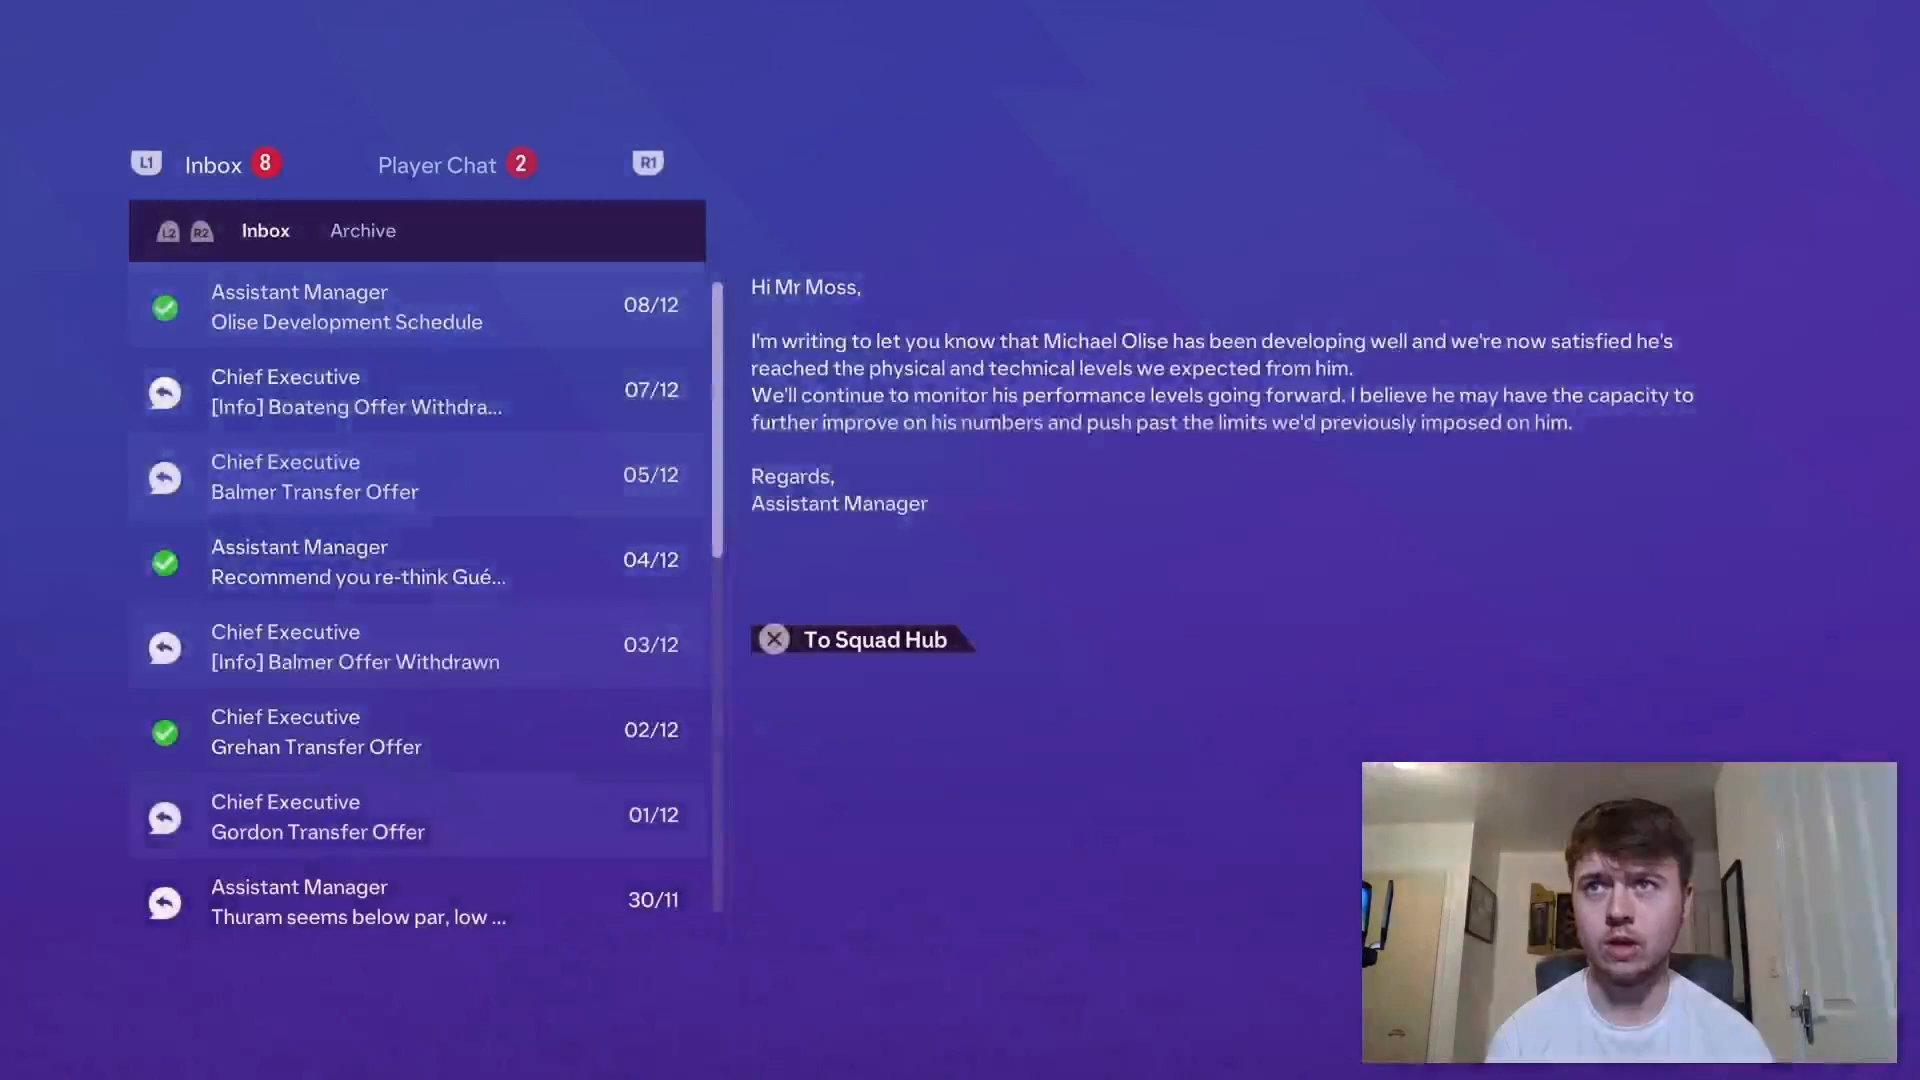 L1 Inbox 8 Player Chat 2 R1
L2 R2 Inbox Archive
Assistant Manager
Olise Development Schedule
08/12
Chief Executive
[Info] Boateng Offer Withdra...
07/12
Chief Executive
Balmer Transfer Offer
05/12
Assistant Manager
Recommend you re-think Gué...
04/12
Chief Executive
[Info] Balmer Offer Withdrawn
03/12
Chief Executive
Grehan Transfer Offer
02/12
Chief Executive
Gordon Transfer Offer
01/12
Assistant Manager
Thuram seems below par, low ...
30/11
Hi Mr Moss,
I'm writing to let you know that Michael Olise has been developing well and we're now satisfied he's
reached the physical and technical levels we expected from him.
We'll continue to monitor his performance levels going forward. I believe he may have the capacity to
further improve on his numbers and push past the limits we'd previously imposed on him.
Regards,
Assistant Manager
To Squad Hub